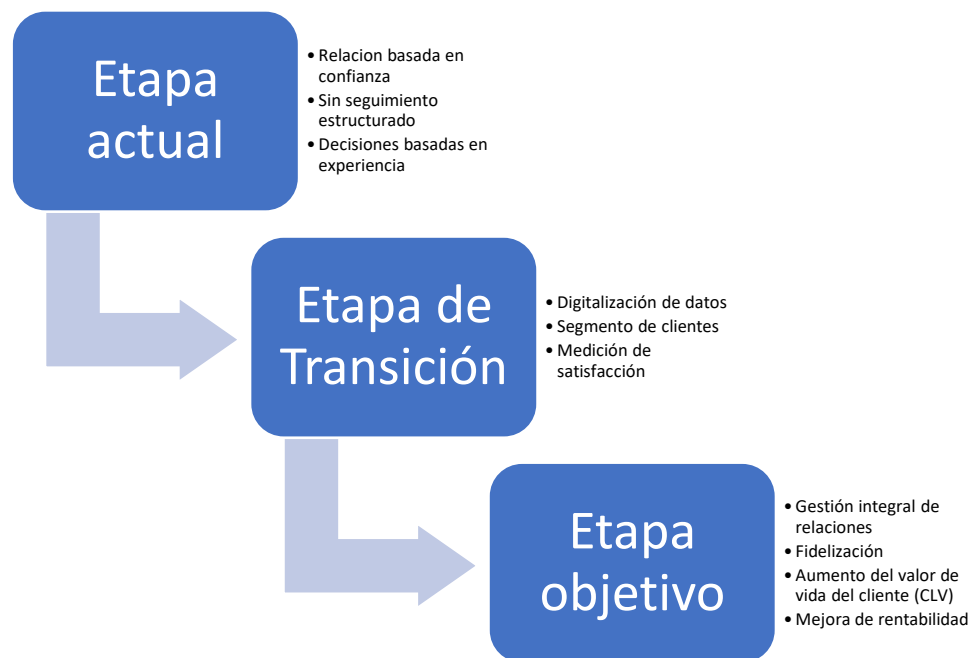 Etapa
actual
• Relacion basada en
confianza
• Sin seguimiento
estructurado
• Decisiones basadas en
experiencia
Etapa de
Transición
• Digitalización de datos
• Segmento de clientes
• Medición de
satisfacción
Etapa
objetivo
• Gestión integral de
relaciones
• Fidelización
• Aumento del valor de
vida del cliente (CLV)
• Mejora de rentabilidad